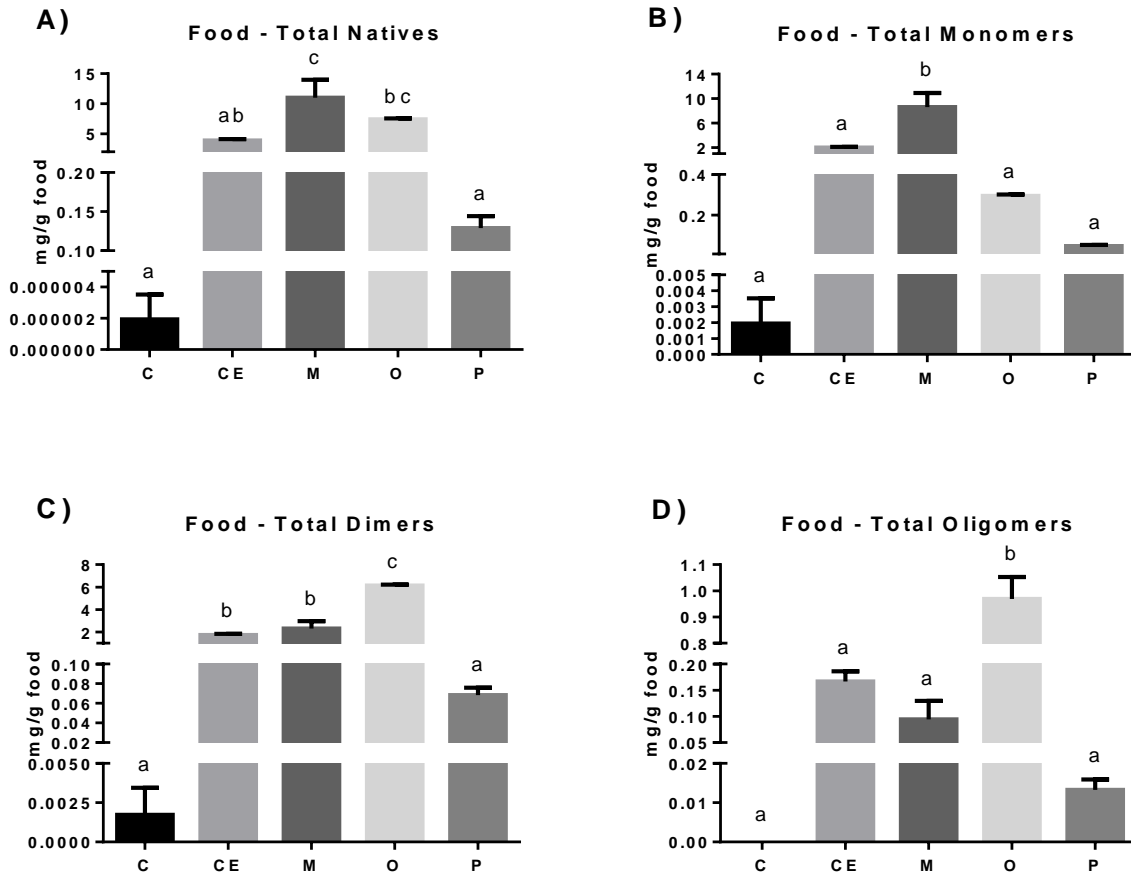 A)
Food - Total Natives
mg/g food
15
10
5
0.20
0.15
0.10
0.000004
0.000002
0.000000
a
ab
c
bc
a
C CE M O P
B)
Food - Total Monomers
mg/g food
14
10
6
2
0.4
0.2
0.005
0.004
0.003
0.002
0.001
0.000
a
a
b
a
a
C CE M O P
C)
Food - Total Dimers
mg/g food
8
6
4
2
0.10
0.08
0.06
0.04
0.02
0.0050
0.0025
0.0000
a
b
b
c
a
C CE M O P
D)
Food - Total Oligomers
mg/g food
1.1
1.0
0.9
0.8
0.20
0.15
0.10
0.05
0.02
0.01
0.00
a
a
a
b
a
C CE M O P